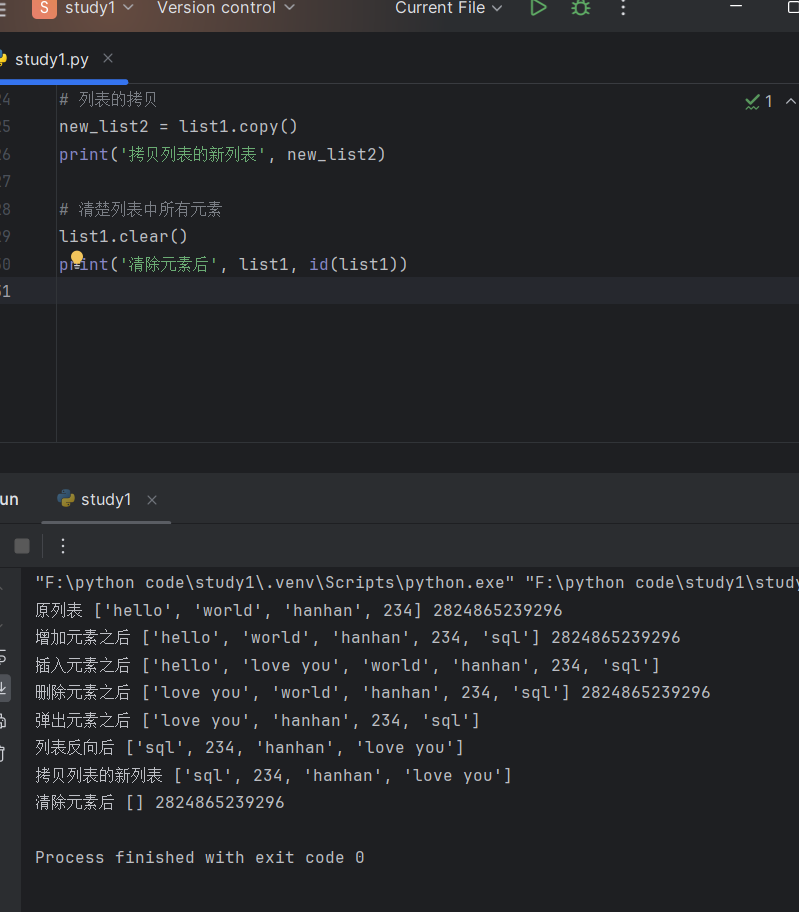 S study1 Version control Current File
study1.py
24 # 列表的拷贝
25 new_list2 = list1.copy()
26 print('拷贝列表的新列表', new_list2)
27
28 # 清楚列表中所有元素
29 list1.clear()
30 print('清除元素后', list1, id(list1))
31
1
un study1
"F:\python code\study1\.venv\Scripts\python.exe" "F:\python code\study1\study
原列表 ['hello', 'world', 'hanhan', 234] 2824865239296
增加元素之后 ['hello', 'world', 'hanhan', 234, 'sql'] 2824865239296
插入元素之后 ['hello', 'love you', 'world', 'hanhan', 234, 'sql']
删除元素之后 ['love you', 'world', 'hanhan', 234, 'sql'] 2824865239296
弹出元素之后 ['love you', 'hanhan', 234, 'sql']
列表反向后 ['sql', 234, 'hanhan', 'love you']
拷贝列表的新列表 ['sql', 234, 'hanhan', 'love you']
清除元素后 [] 2824865239296
Process finished with exit code 0